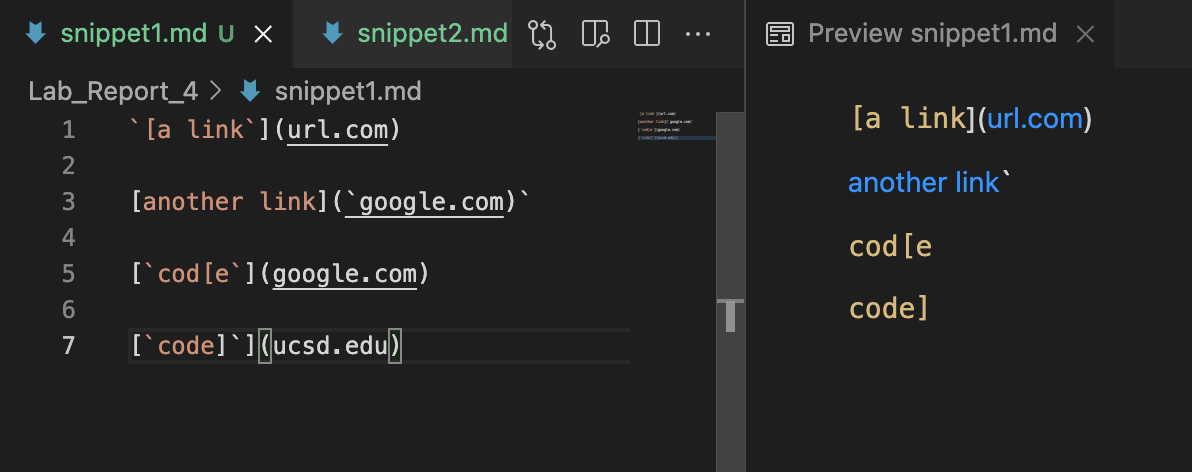 snippet1.md U
snippet2.md
Preview snippet1.md
Lab_Report_4 > snippet1.md
1 `[a link`](url.com)
2
3 [another link](`google.com)`
4
5 [`cod[e`](google.com)
6
7 [`code]`](ucsd.edu)
[a link](url.com)
another link`
cod[e
code]